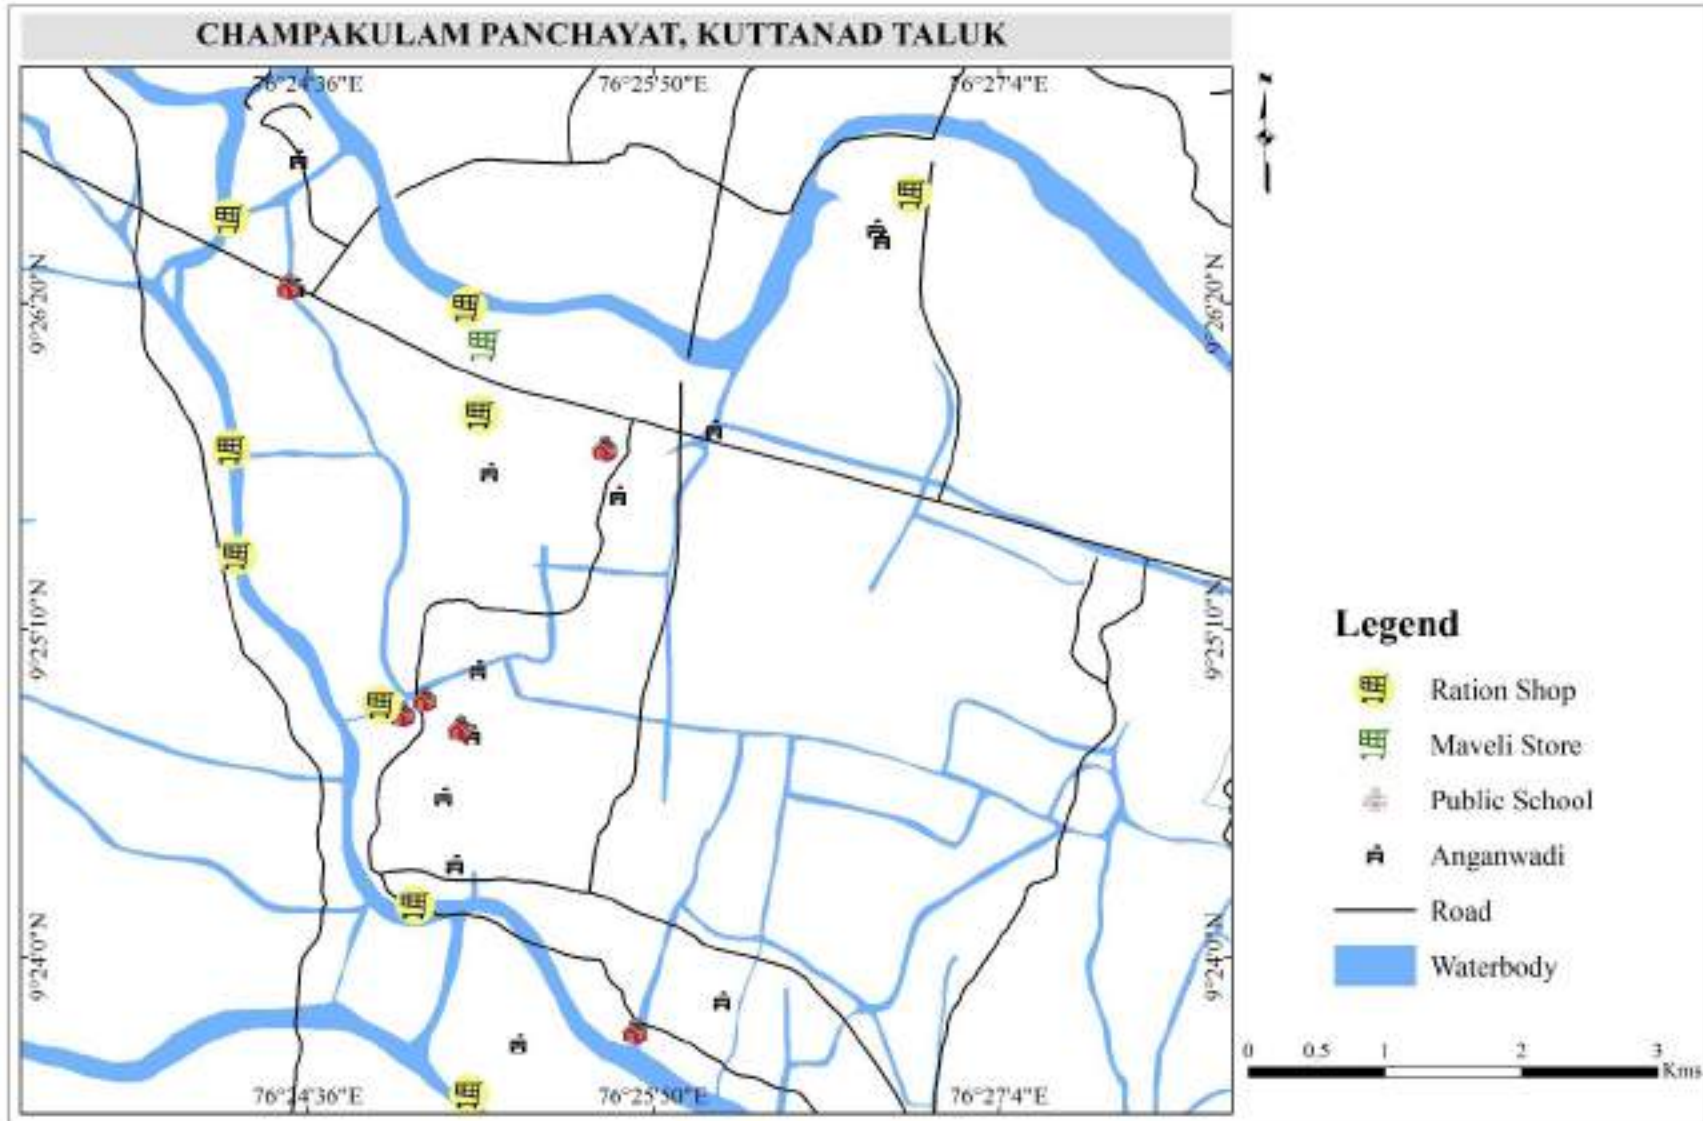 CHAMPAKULAM PANCHAYAT, KUTTANAD TALUK
76°24'36"E
76°25'50"E
76°27'4"E
N
9°26'20"N
9°26'20"N
9°25'10"N
9°25'10"N
9°24'0"N
9°24'0"N
76°24'36"E
76°25'50"E
76°27'4"E
Legend
Ration Shop
Maveli Store
Public School
Anganwadi
Road
Waterbody
0 0.5 1 2 3
Kms